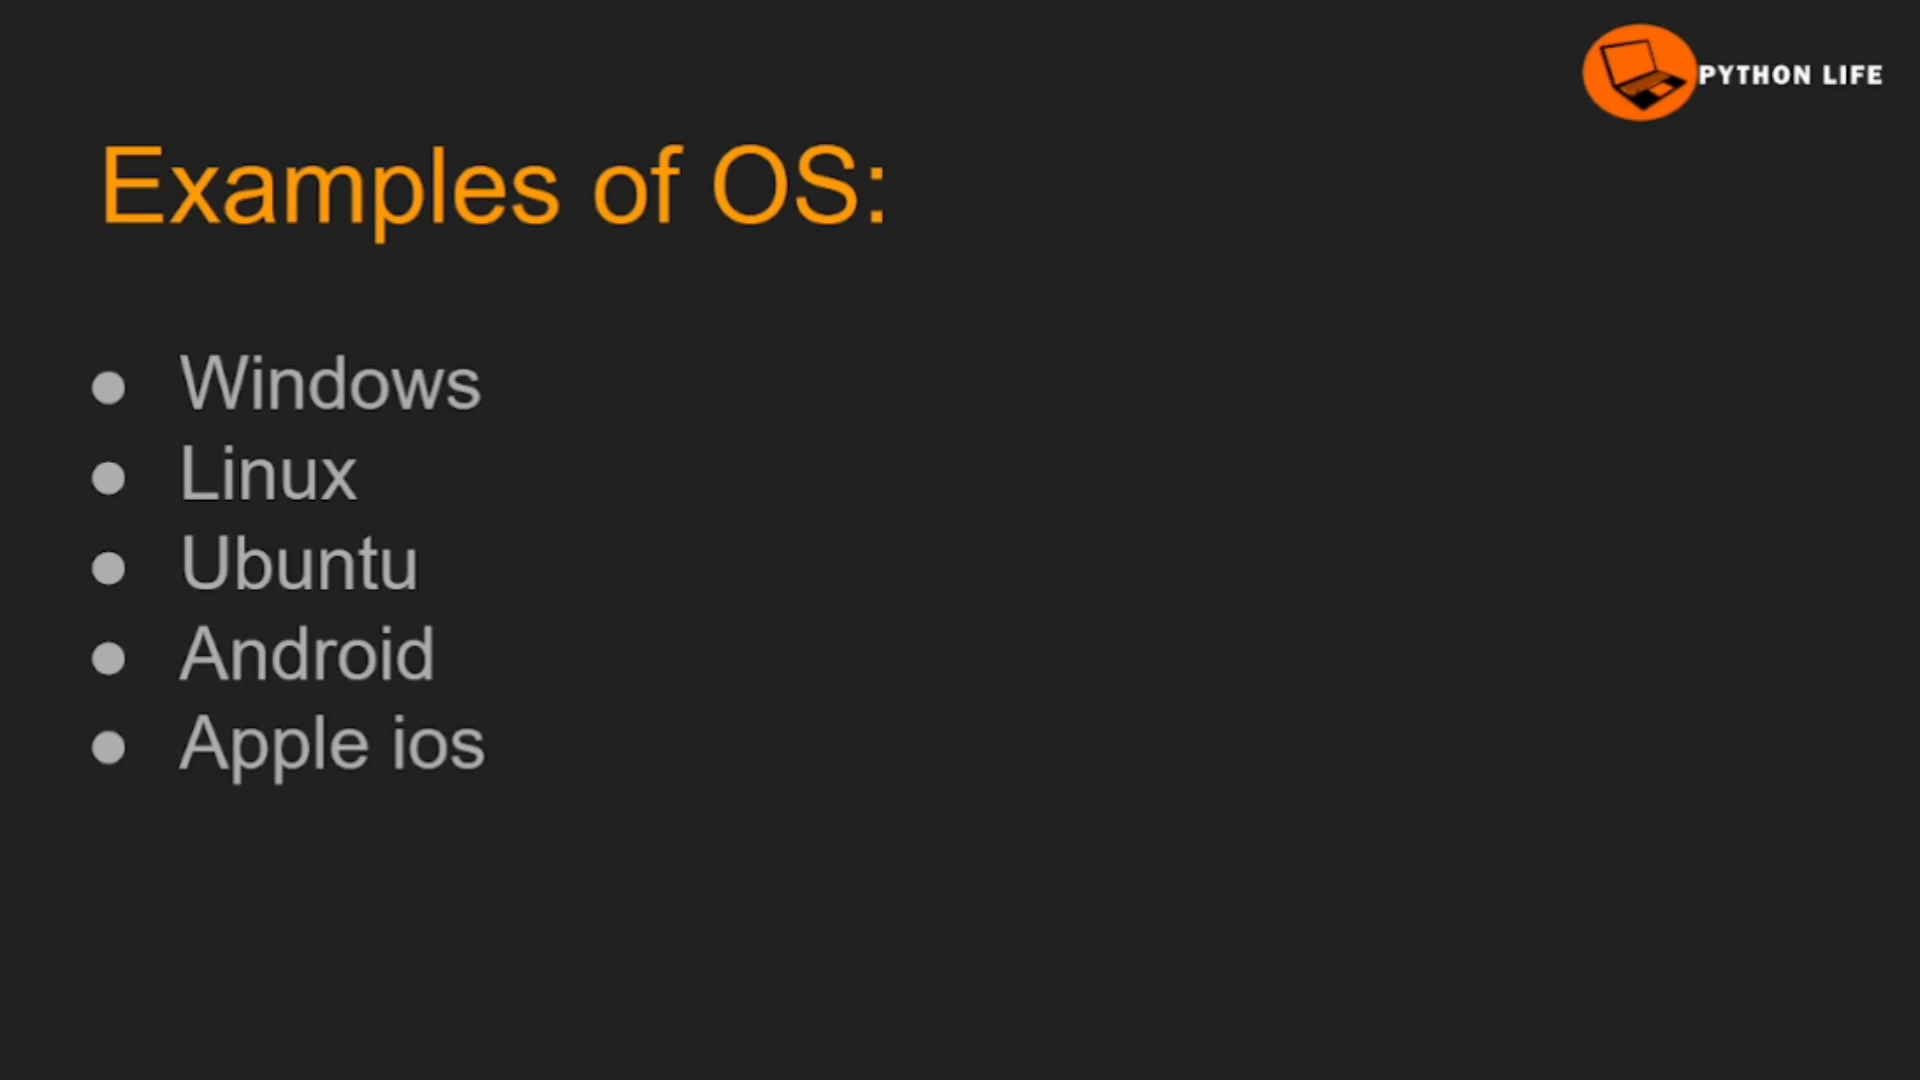 PYTHON LIFE
Examples of OS:
● Windows
● Linux
● Ubuntu
● Android
● Apple ios